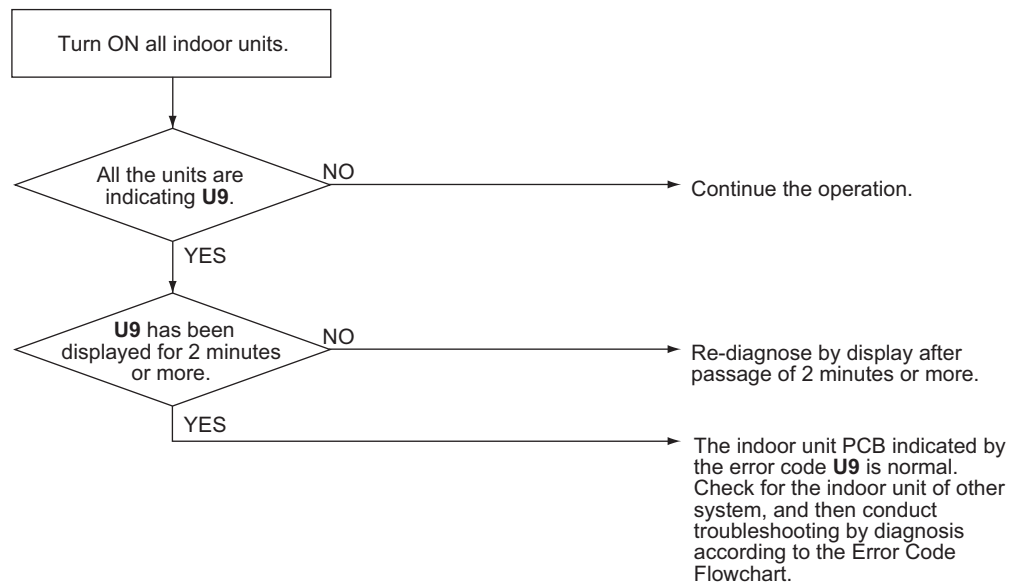 Turn ON all indoor units.
All the units are
indicating U9.
NO
Continue the operation.
YES
U9 has been
displayed for 2 minutes
or more.
NO
Re-diagnose by display after
passage of 2 minutes or more.
YES
The indoor unit PCB indicated by
the error code U9 is normal.
Check for the indoor unit of other
system, and then conduct
troubleshooting by diagnosis
according to the Error Code
Flowchart.